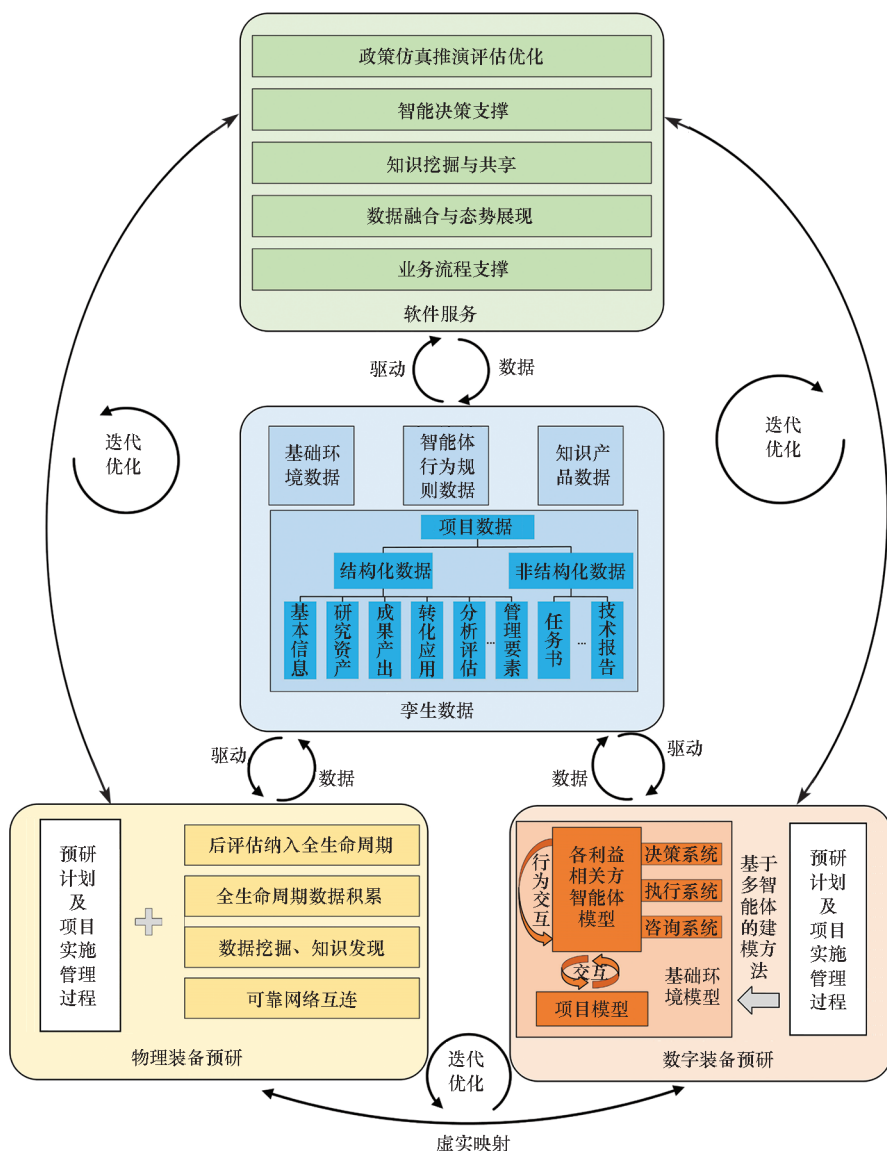 政策仿真推演评估优化
智能决策支撑
知识挖掘与共享
数据融合与态势展现
业务流程支撑
软件服务
驱动
数据
迭代
优化
迭代
优化
基础环
境数据
智能体
行为规
则数据
知识产
品数据
项目数据
结构化数据
非结构化数据
基本信息
研究资产
成果产出
转化应用
分析评估
...
管理要素
任务书
...
技术报告
孪生数据
驱动
数据
数据
驱动
预研
计划
及
项目
实施
管理
过程
后评估纳入全生命周期
全生命周期数据积累
数据挖掘、知识发现
可靠网络互连
物理装备预研
行为交互
各利益
相关方
智能体
模型
决策系统
执行系统
咨询系统
交互
项目模型
基础环
境模型
基于
多智能体
的建模方法
预研
计划
及
项目
实施
管理
过程
数字装备预研
迭代
优化
虚实映射